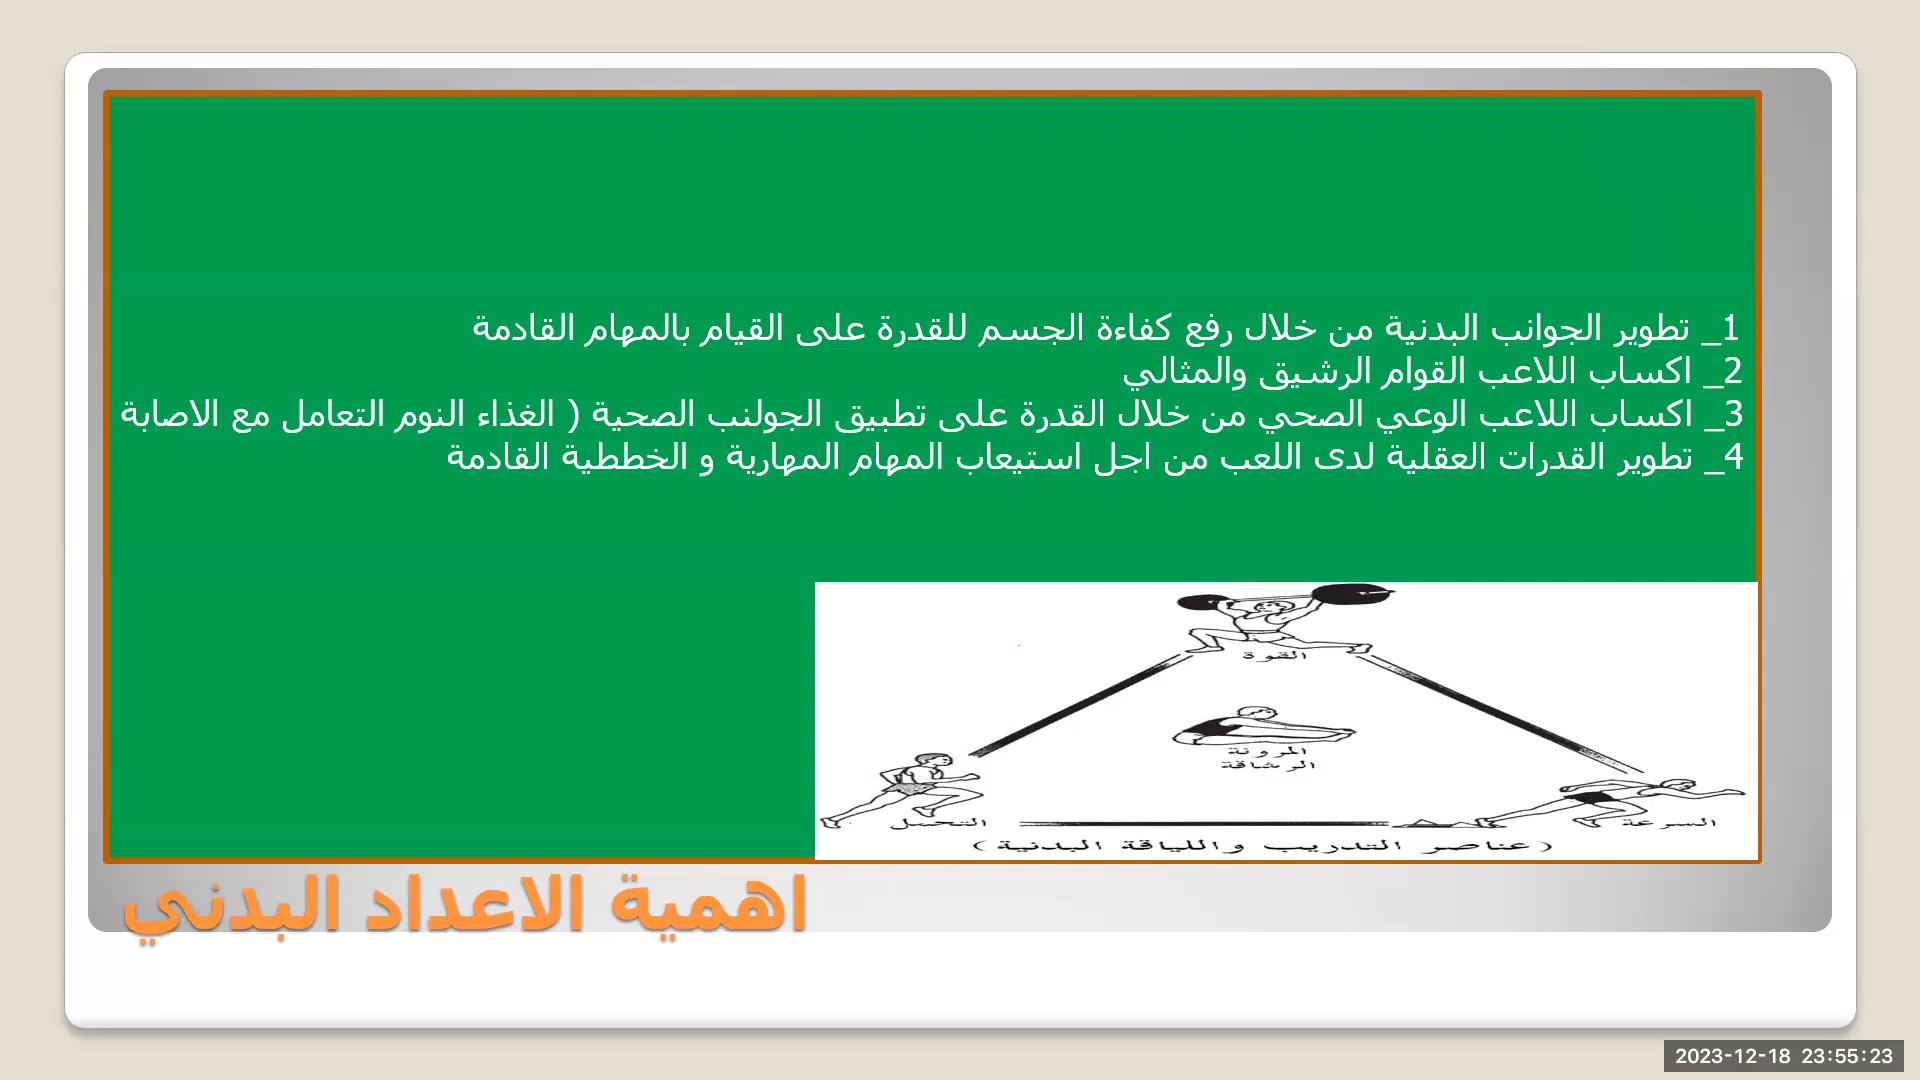 1_ تطوير الجوانب البدنية من خلال رفع كفاءة الجسم للقدرة على القيام بالمهام القادمة
2_ اكساب اللاعب القوام الرشيق والمثالي
3_ اكساب اللاعب الوعي الصحي من خلال القدرة على تطبيق الجولنب الصحية ( الغذاء النوم التعامل مع الاصابة
4_ تطوير القدرات العقلية لدى اللعب من اجل استيعاب المهام المهارية و الخططية القادمة
القوة
المرونة
الرشاقة
السرعة
التحمل
( عناصر التدريب واللياقة البدنية )
اهمية الاعداد البدني
2023-12-18 23:55:23